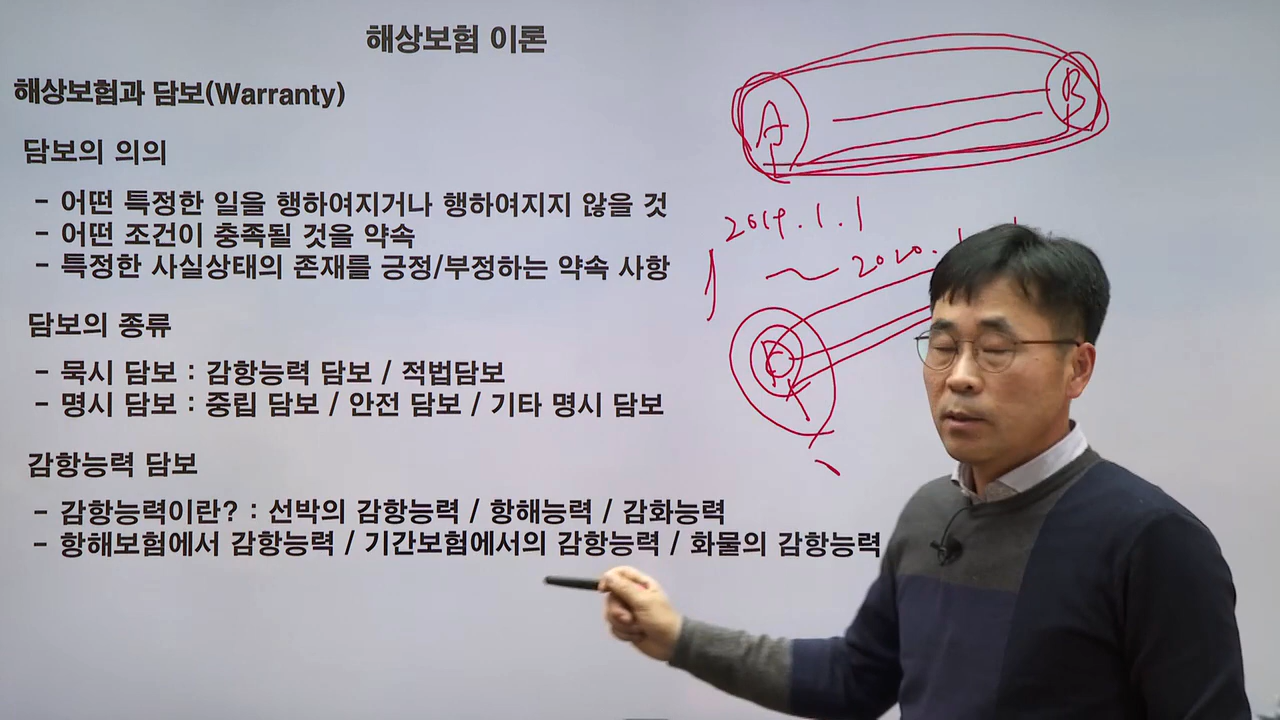 해상보험 이론
해상보험과 담보(Warranty)
담보의 의의
- 어떤 특정한 일을 행하여지거나 행하여지지 않을 것
- 어떤 조건이 충족될 것을 약속
- 특정한 사실상태의 존재를 긍정/부정하는 약속 사항
담보의 종류
- 묵시 담보 : 감항능력 담보 / 적법담보
- 명시 담보 : 중립 담보 / 안전 담보 / 기타 명시 담보
감항능력 담보
- 감항능력이란? : 선박의 감항능력 / 항해능력 / 감화능력
- 항해보험에서 감항능력 / 기간보험에서의 감항능력 / 화물의 감항능력
A
B
2019.1.1
~ 2020.